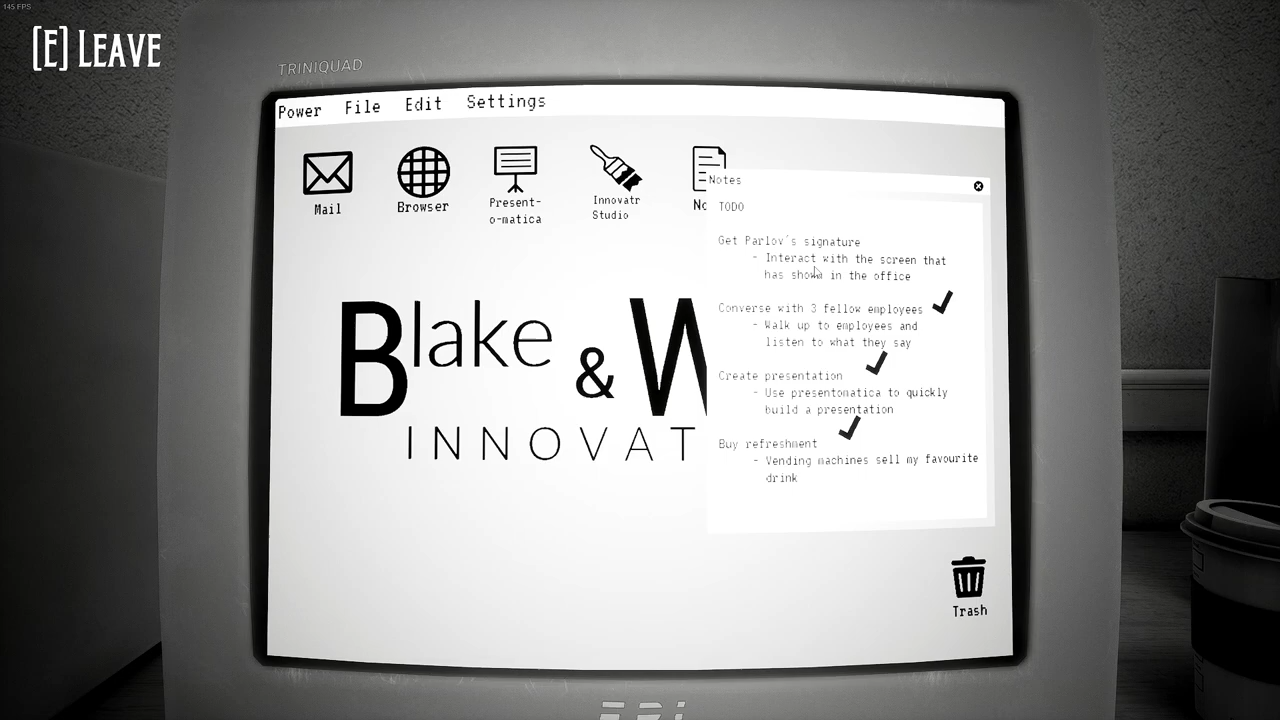 145 FPS
[E] LEAVE
TRINIQUAD
Power File Edit Settings
Mail
Browser
Present-
o-matica
Innovatr
Studio
No
Notes
TODO
Get Parlov's signature
- Interact with the screen that
has shown in the office
Converse with 3 fellow employees
- Walk up to employees and
listen to what they say
Create presentation
- Use presentomatica to quickly
build a presentation
Buy refreshment
- Vending machines sell my favourite
drink
Blake & W
INNOVAT
Trash